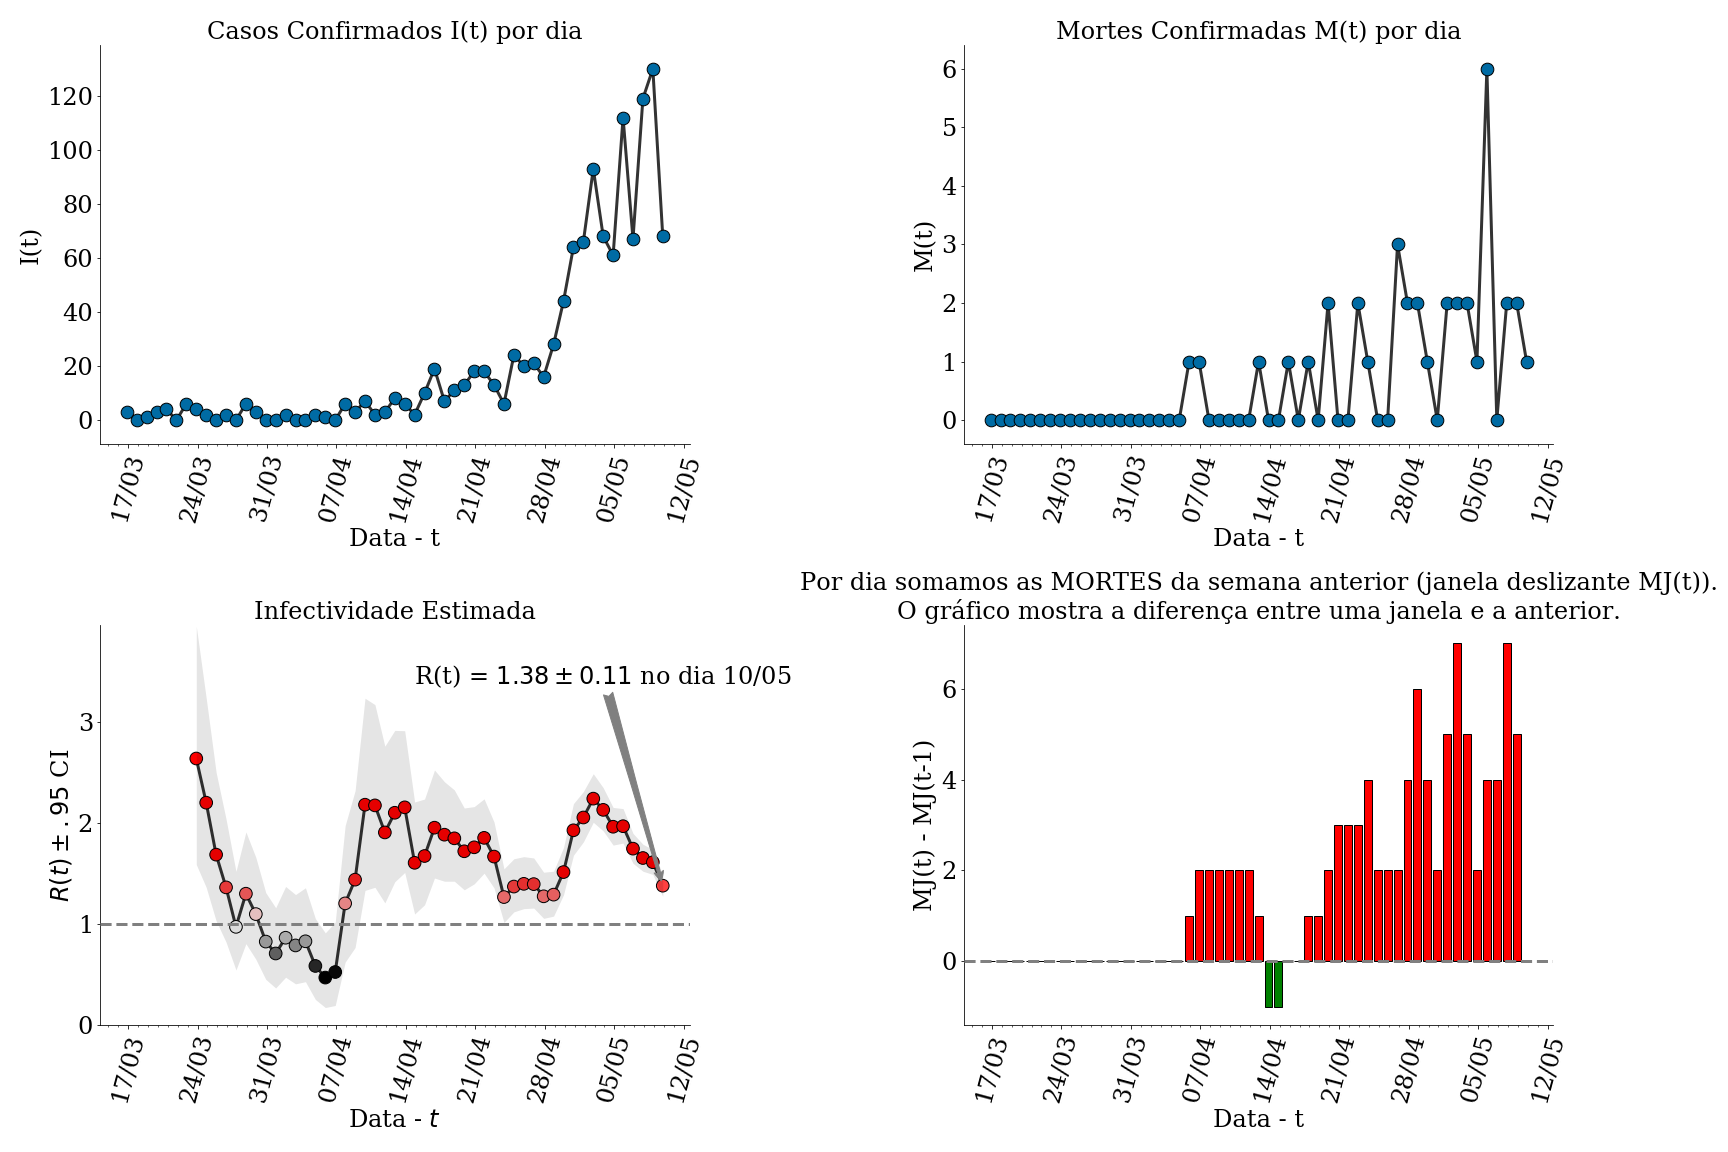 Casos Confirmados I(t) por dia
120
100
80
60
40
20
0
I(t)
17/03 24/03 31/03 07/04 14/04 21/04 28/04 05/05 12/05
Data - t
Mortes Confirmadas M(t) por dia
6
5
4
3
2
1
0
M(t)
17/03 24/03 31/03 07/04 14/04 21/04 28/04 05/05 12/05
Data - t
Infectividade Estimada
R(t) = 1.38 ± 0.11 no dia 10/05
3
2
1
0
R(t) ± .95 CI
17/03 24/03 31/03 07/04 14/04 21/04 28/04 05/05 12/05
Data - t
Por dia somamos as MORTES da semana anterior (janela deslizante MJ(t)).
O gráfico mostra a diferença entre uma janela e a anterior.
6
4
2
0
MJ(t) - MJ(t-1)
17/03 24/03 31/03 07/04 14/04 21/04 28/04 05/05 12/05
Data - t